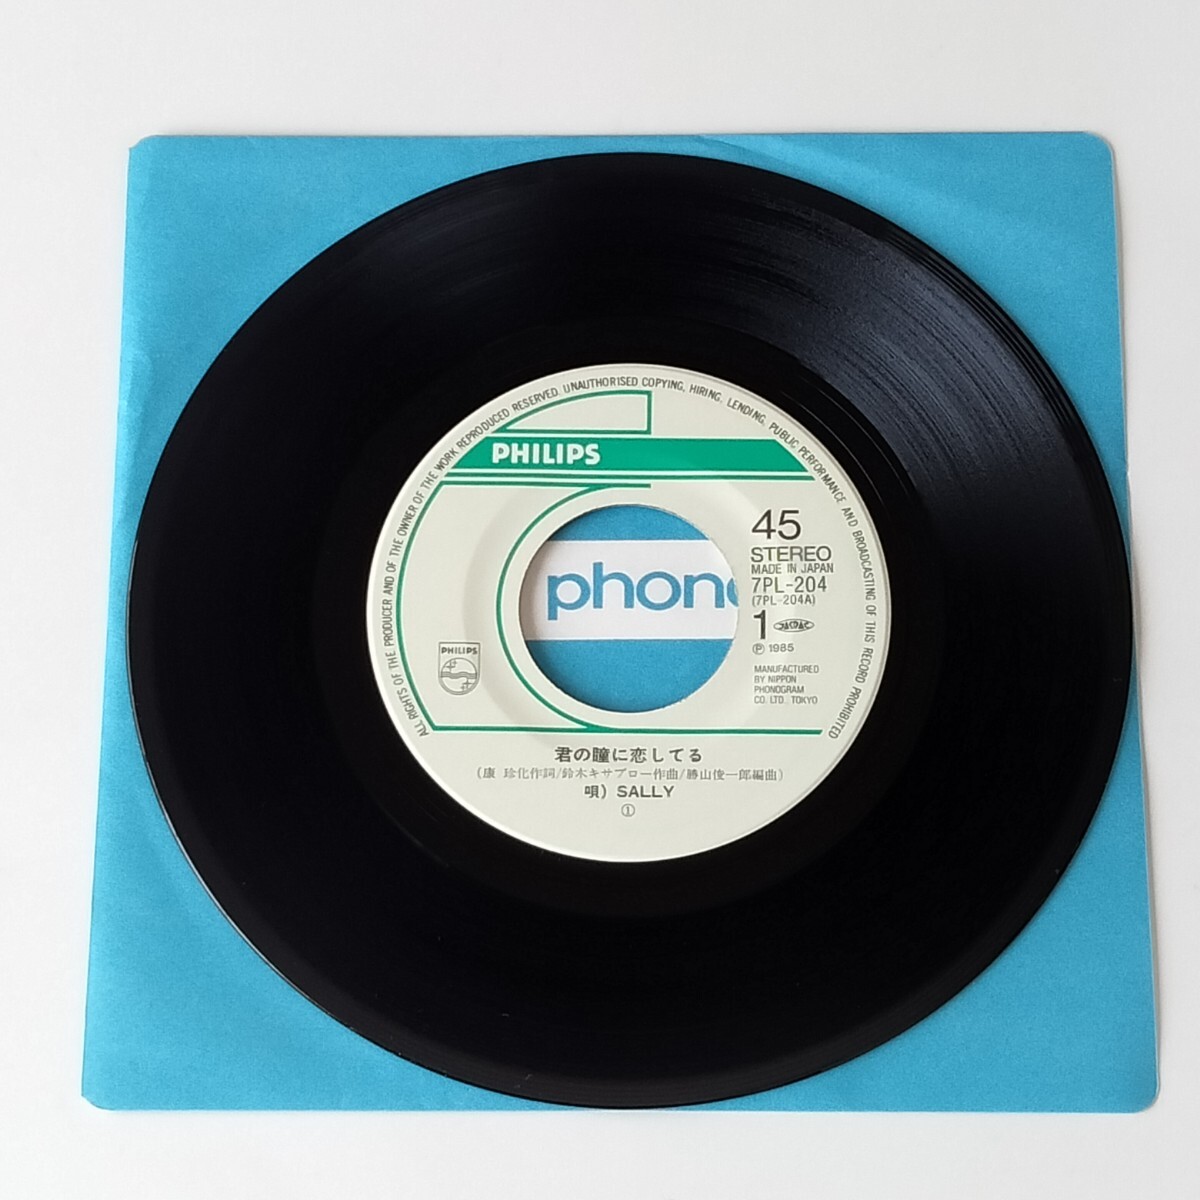 ALL RIGHTS OF THE PRODUCER AND OF THE OWNER OF THE WORK REPRODUCED RESERVED. UNAUTHORISED COPYING, HIRING, LENDING, PUBLIC PERFORMANCE AND BROADCASTING OF THIS RECORD PROHIBITED
PHILIPS
45
STEREO
MADE IN JAPAN
7PL-204
(7PL-204A)
1 JASRAC
Ⓟ 1985
MANUFACTURED
BY NIPPON
PHONOGRAM
CO. LTD., TOKYO
PHILIPS
phono
君の瞳に恋してる
(康 珍化作詞/鈴木キサブロー作曲/勝山俊一郎編曲)
唄) SALLY
①